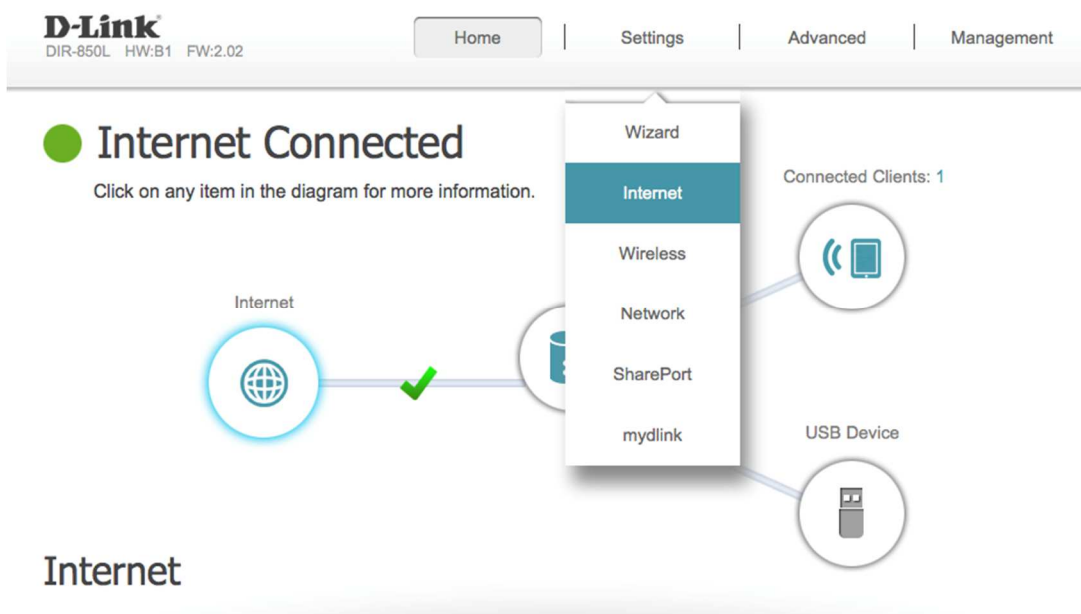 D-Link
DIR-850L HW:B1 FW:2.02
Home
Settings
Advanced
Management
Internet Connected
Click on any item in the diagram for more information.
Wizard
Internet
Wireless
Network
SharePort
mydlink
Connected Clients: 1
Internet
USB Device
Internet